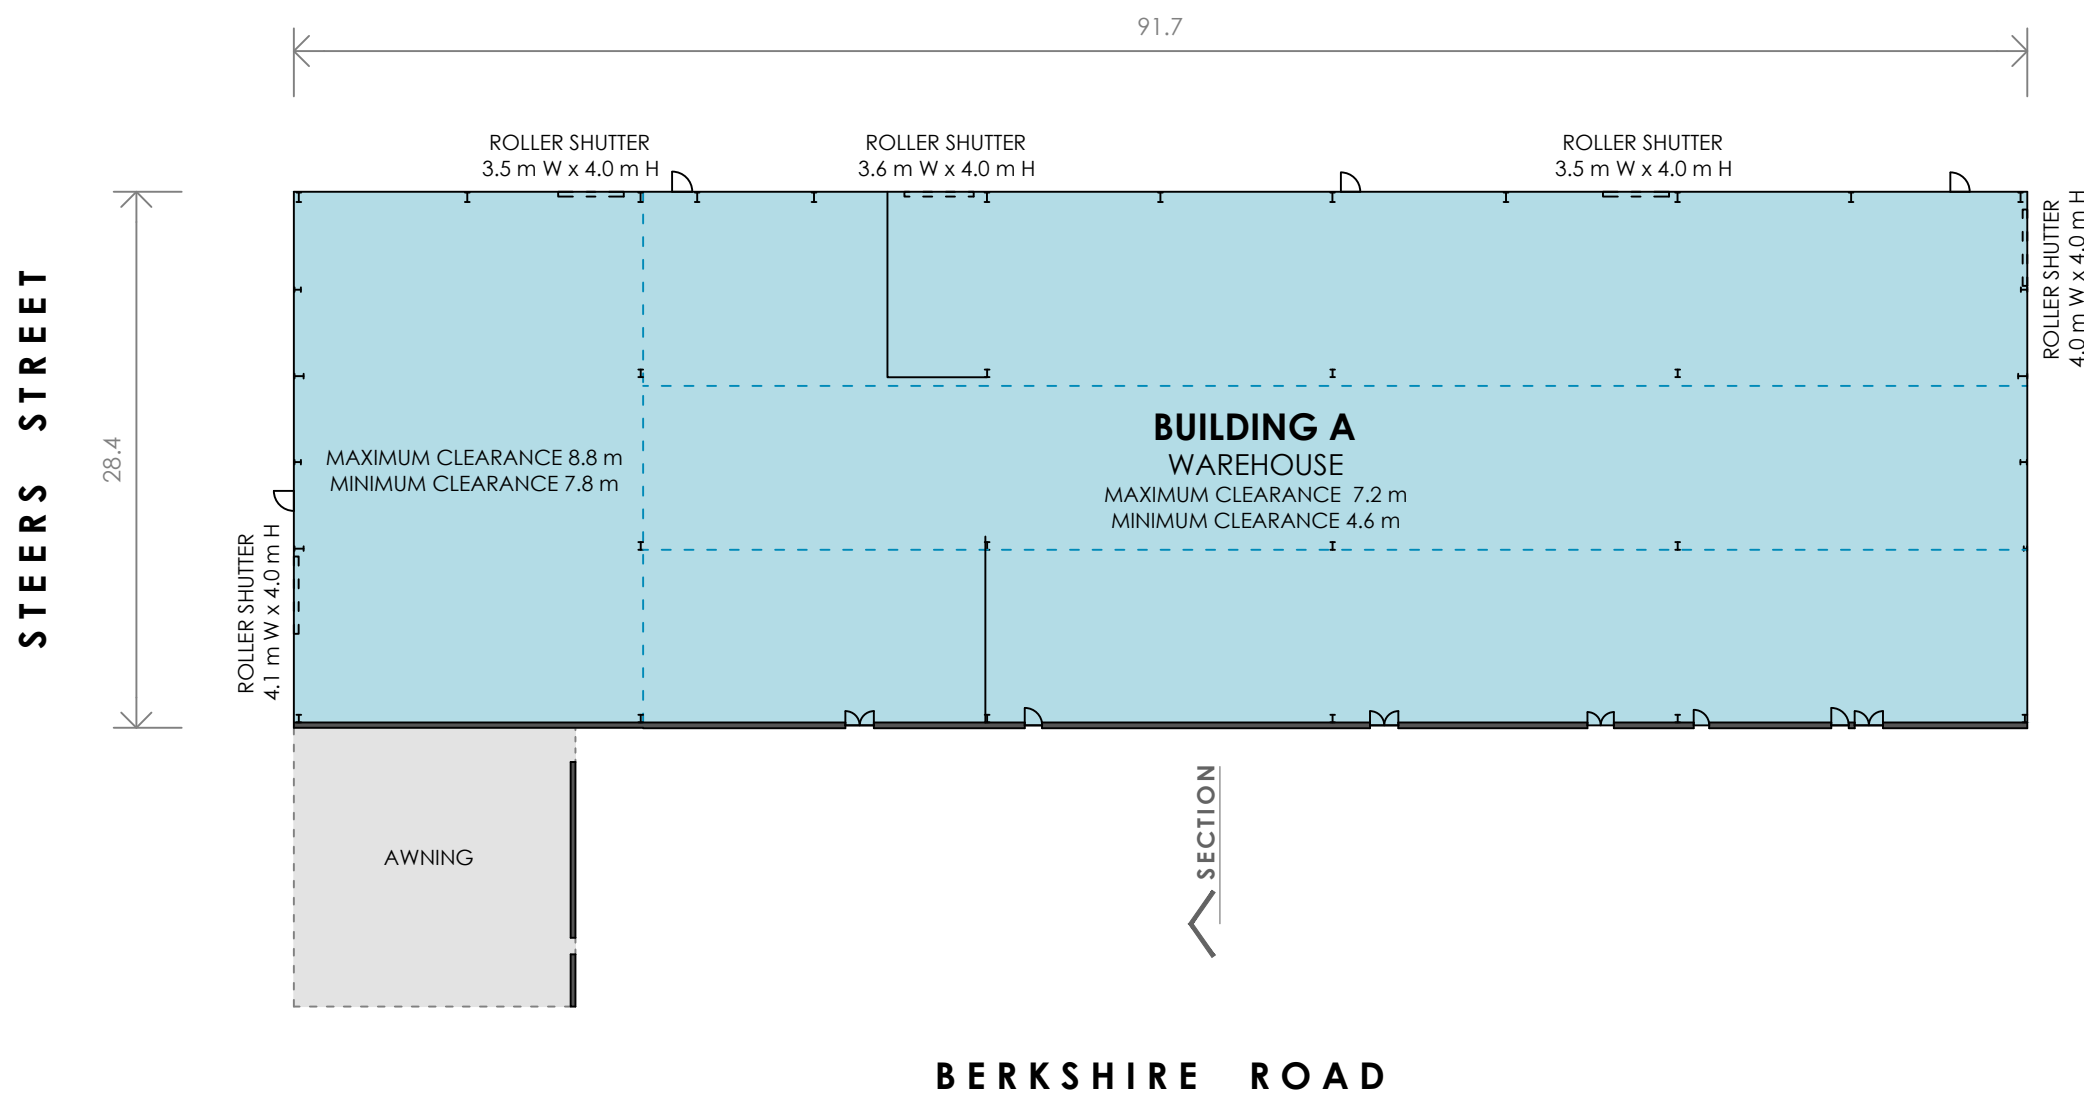 91.7
ROLLER SHUTTER
3.5 m W x 4.0 m H
ROLLER SHUTTER
3.6 m W x 4.0 m H
ROLLER SHUTTER
3.5 m W x 4.0 m H
ROLLER SHUTTER
4.0 m W x 4.0 m H
STEERS STREET
28.4
MAXIMUM CLEARANCE 8.8 m
MINIMUM CLEARANCE 7.8 m
BUILDING A
WAREHOUSE
MAXIMUM CLEARANCE 7.2 m
MINIMUM CLEARANCE 4.6 m
ROLLER SHUTTER
4.1 m W x 4.0 m H
SECTION
AWNING
BERKSHIRE ROAD